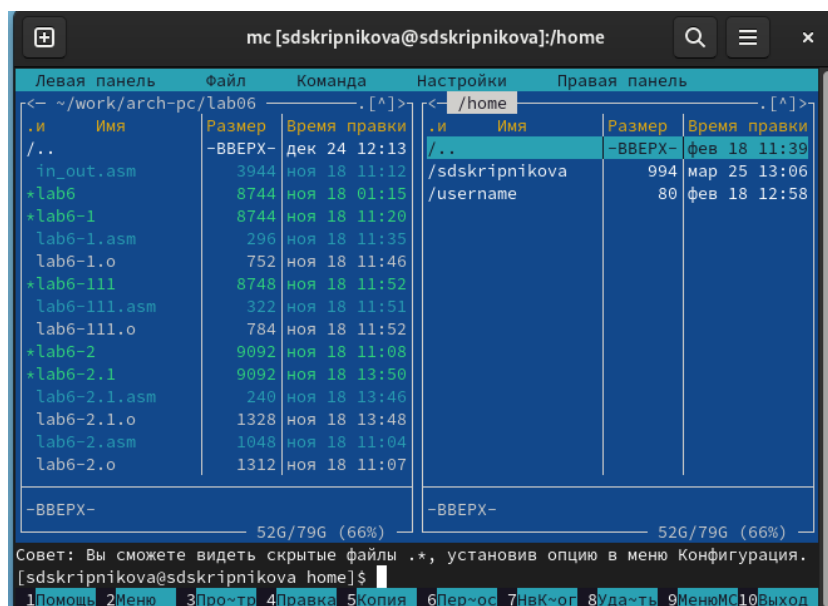 mc [sdskripnikova@sdskripnikova]:/home
Левая панель Файл Команда Настройки Правая панель
<— ~/work/arch-pc/lab06 .[^]> <— /home .[^]>
.и Имя Размер Время правки .и Имя Размер Время правки
/.. -ВВЕРХ- дек 24 12:13 /.. -ВВЕРХ- фев 18 11:39
in_out.asm 3944 ноя 18 11:12 /sdskripnikova 994 мар 25 13:06
*lab6 8744 ноя 18 01:15 /username 80 фев 18 12:58
*lab6-1 8744 ноя 18 11:20
lab6-1.asm 296 ноя 18 11:35
lab6-1.o 752 ноя 18 11:46
*lab6-111 8748 ноя 18 11:52
lab6-111.asm 322 ноя 18 11:51
lab6-111.o 784 ноя 18 11:52
*lab6-2 9092 ноя 18 11:08
*lab6-2.1 9092 ноя 18 13:50
lab6-2.1.asm 240 ноя 18 13:46
lab6-2.1.o 1328 ноя 18 13:48
lab6-2.asm 1048 ноя 18 11:04
lab6-2.o 1312 ноя 18 11:07
-ВВЕРХ- -ВВЕРХ-
52G/79G (66%) 52G/79G (66%)
Совет: Вы сможете видеть скрытые файлы .*, установив опцию в меню Конфигурация.
[sdskripnikova@sdskripnikova home]$
1Помощь 2Меню 3Про~тр 4Правка 5Копия 6Пер~ос 7НвК~ог 8Уда~ть 9МенюМС 10Выход